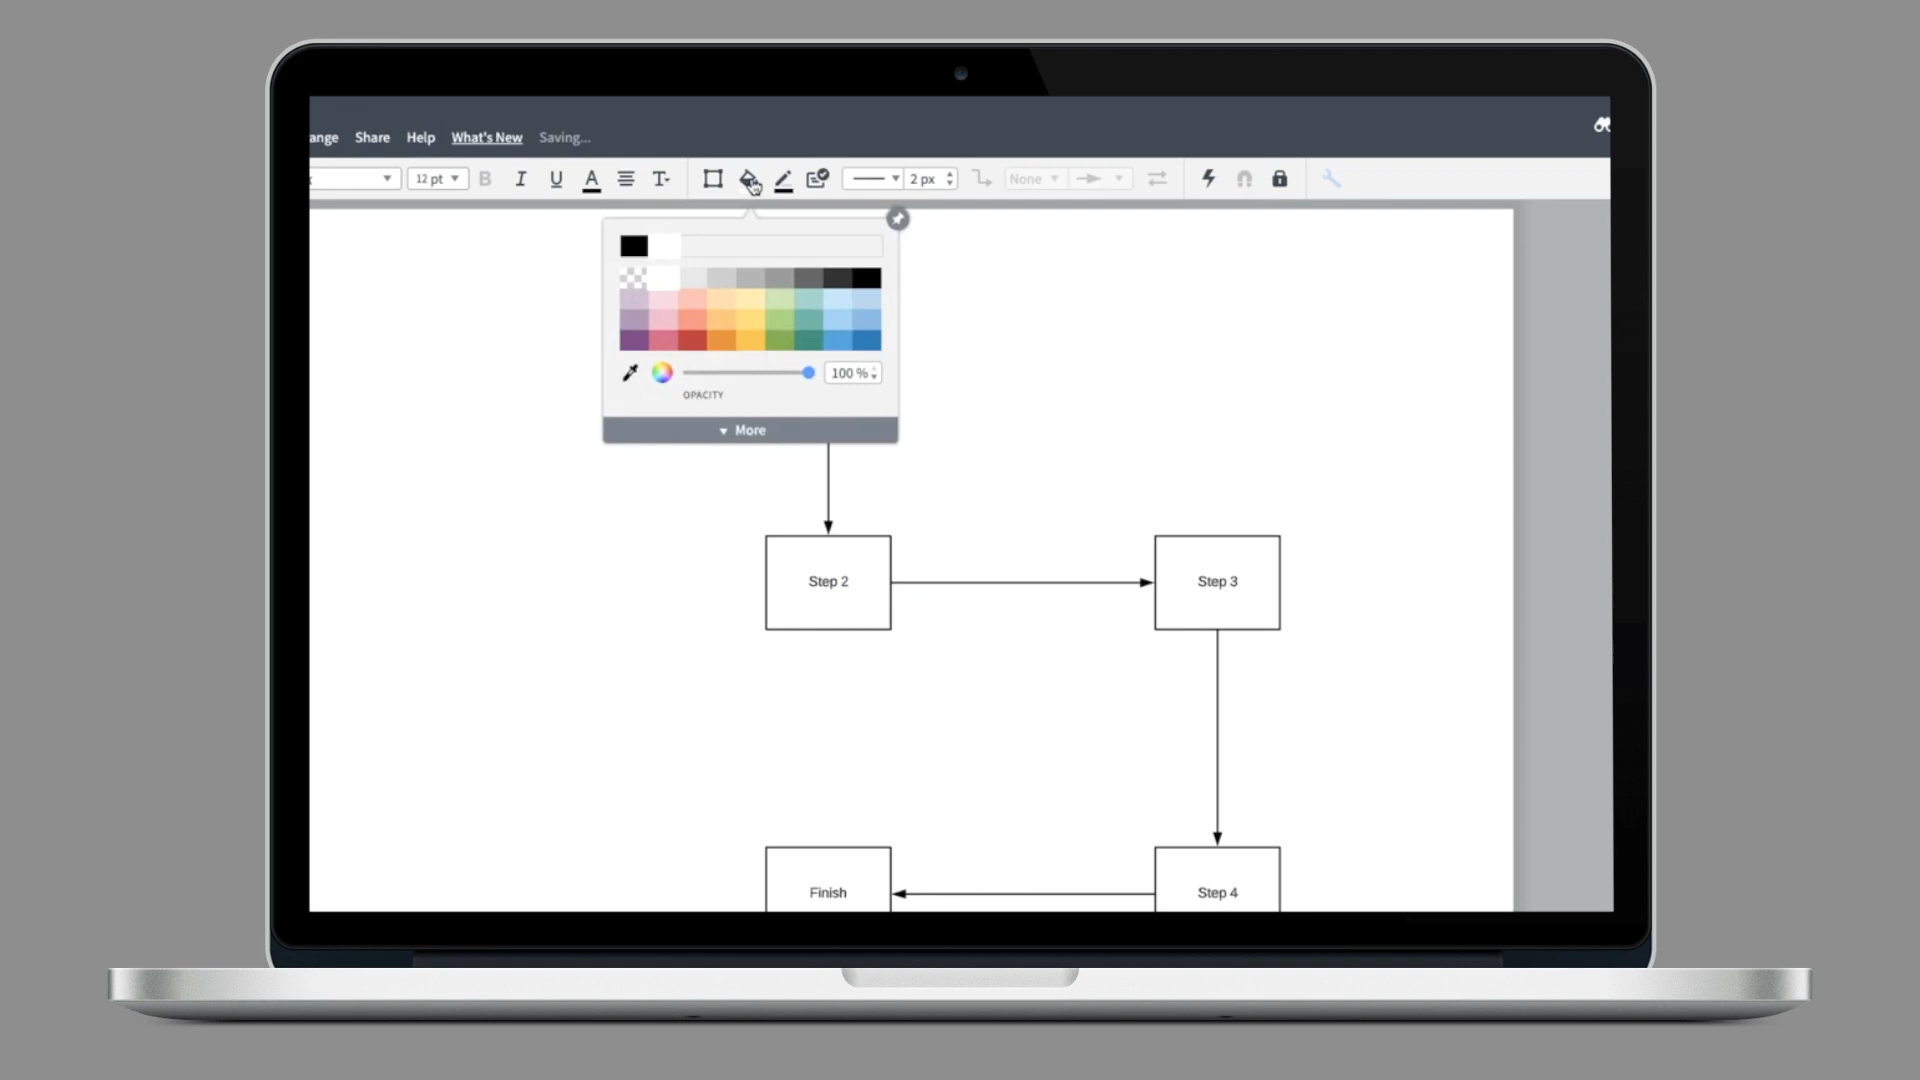 ange Share Help What's New Saving...
12 pt B I U A T 2 px None
100 %
OPACITY
More
Step 2 Step 3
Finish Step 4